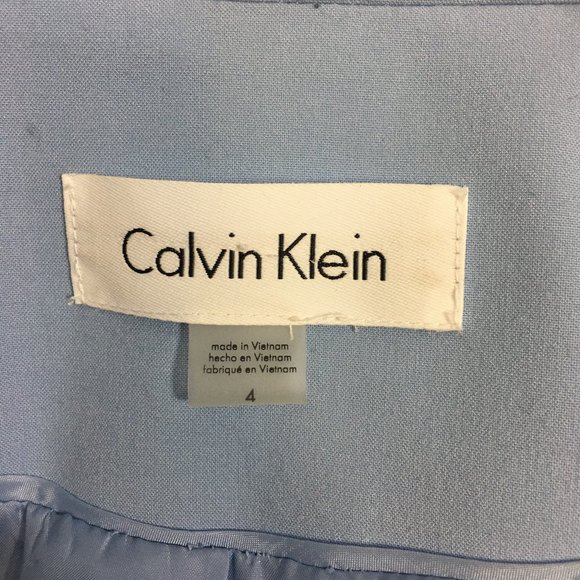 Calvin Klein
made in Vietnam
hecho en Vietnam
fabriqué en Vietnam
4